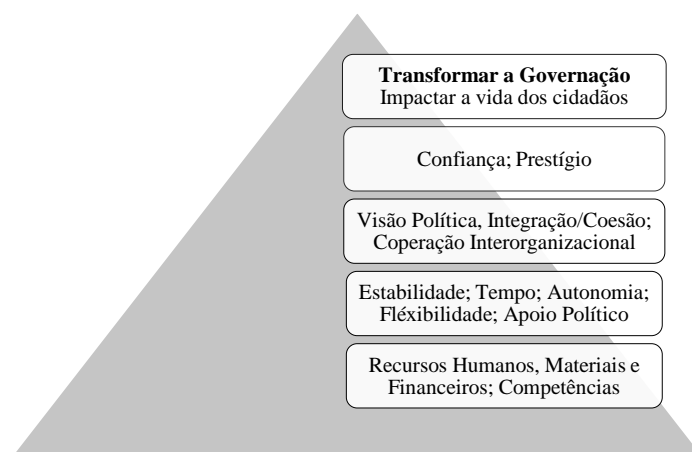 Transformar a Governação
Impactar a vida dos cidadãos
Confiança; Prestígio
Visão Política, Integração/Coesão;
Coperação Interorganizacional
Estabilidade; Tempo; Autonomia;
Fléxibilidade; Apoio Político
Recursos Humanos, Materiais e
Financeiros; Competências